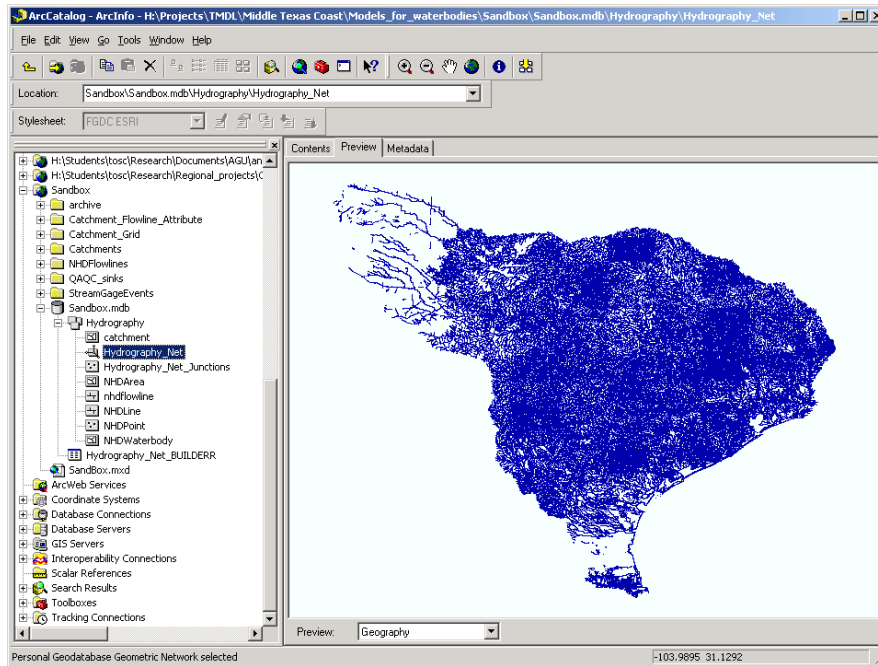 ArcCatalog - ArcInfo - H:\Projects\TMDL\Middle Texas Coast\Models_for_waterbodies\Sandbox\Sandbox.mdb\Hydrography\Hydrography_Net
File Edit View Go Tools Window Help
Location: Sandbox\Sandbox.mdb\Hydrography\Hydrography_Net
Stylesheet: FGDC ESRI
Contents Preview Metadata
H:\Students\tosc\Research\Documents\AGU\an
H:\Students\tosc\Research\Regional_projects\C
Sandbox
archive
Catchment_Flowline_Attribute
Catchment_Grid
Catchments
NHDFlowlines
QAQC_sinks
StreamGageEvents
Sandbox.mdb
Hydrography
catchment
Hydrography_Net
Hydrography_Net_Junctions
NHDArea
nhdflowline
NHDLine
NHDPoint
NHDWaterbody
Hydrography_Net_BUILDERR
SandBox.mxd
ArcWeb Services
Coordinate Systems
Database Connections
Database Servers
GIS Servers
Interoperability Connections
Scalar References
Search Results
Toolboxes
Tracking Connections
Preview: Geography
Personal Geodatabase Geometric Network selected
-103.9895 31.1292